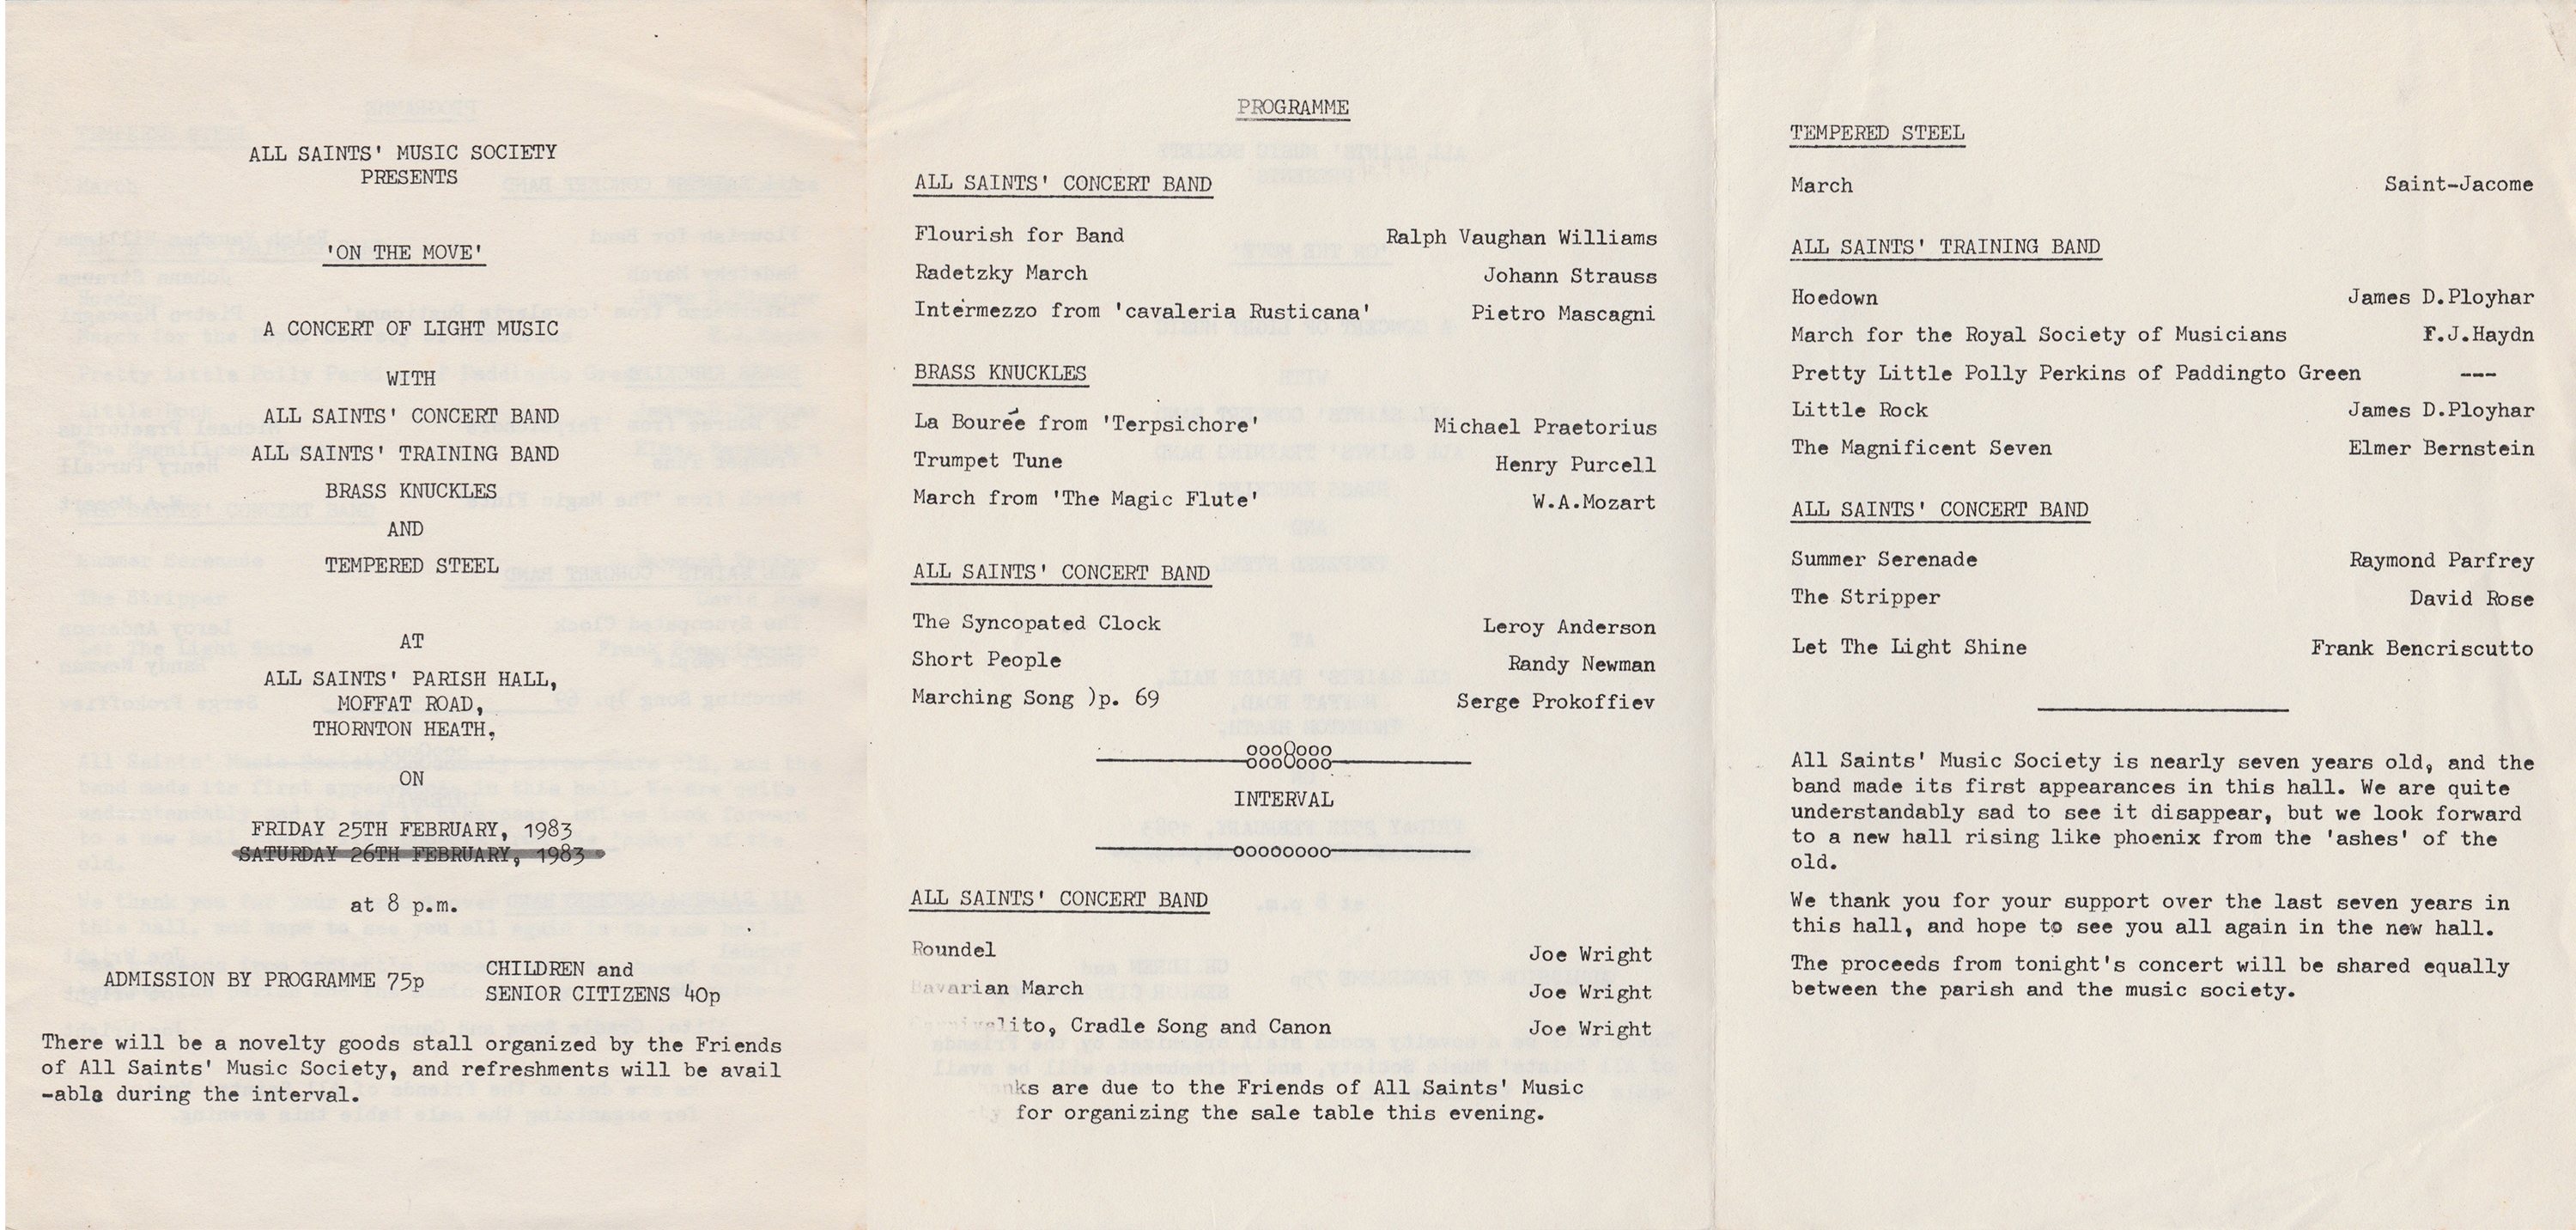 ALL SAINTS' MUSIC SOCIETY
PRESENTS
'ON THE MOVE'
A CONCERT OF LIGHT MUSIC
WITH
ALL SAINTS' CONCERT BAND
ALL SAINTS' TRAINING BAND
BRASS KNUCKLES
AND
TEMPERED STEEL
AT
ALL SAINTS' PARISH HALL,
MOFFAT ROAD,
THORNTON HEATH.
ON
FRIDAY 25TH FEBRUARY, 1983
SATURDAY 26TH FEBRUARY, 1983
at 8 p.m.
ADMISSION BY PROGRAMME 75p
CHILDREN and
SENIOR CITIZENS 40p
There will be a novelty goods stall organized by the Friends
of All Saints' Music Society, and refreshments will be avail
-able during the interval.
PROGRAMME
ALL SAINTS' CONCERT BAND
Flourish for Band Ralph Vaughan Williams
Radetzky March Johann Strauss
Intermezzo from 'cavaleria Rusticana' Pietro Mascagni
BRASS KNUCKLES
La Bourée from 'Terpsichore' Michael Praetorius
Trumpet Tune Henry Purcell
March from 'The Magic Flute' W.A.Mozart
ALL SAINTS' CONCERT BAND
The Syncopated Clock Leroy Anderson
Short People Randy Newman
Marching Song )p. 69 Serge Prokoffiev
ooo0ooo
ooo0ooo
INTERVAL
oooooooo
ALL SAINTS' CONCERT BAND
Roundel Joe Wright
Bavarian March Joe Wright
Carnivalito, Cradle Song and Canon Joe Wright
anks are due to the Friends of All Saints' Music
ty for organizing the sale table this evening.
TEMPERED STEEL
March Saint-Jacome
ALL SAINTS' TRAINING BAND
Hoedown James D.Ployhar
March for the Royal Society of Musicians F.J.Haydn
Pretty Little Polly Perkins of Paddingto Green ---
Little Rock James D.Ployhar
The Magnificent Seven Elmer Bernstein
ALL SAINTS' CONCERT BAND
Summer Serenade Raymond Parfrey
The Stripper David Rose
Let The Light Shine Frank Bencriscutto
All Saints' Music Society is nearly seven years old, and the
band made its first appearances in this hall. We are quite
understandably sad to see it disappear, but we look forward
to a new hall rising like phoenix from the 'ashes' of the
old.
We thank you for your support over the last seven years in
this hall, and hope to see you all again in the new hall.
The proceeds from tonight's concert will be shared equally
between the parish and the music society.